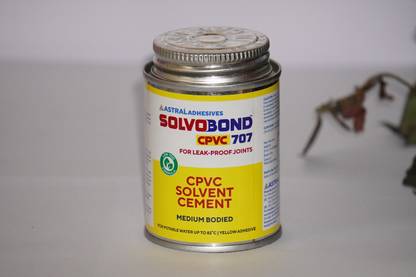 ASTRAL ADHESIVES
SOLVOBOND
CPVC 707
FOR LEAK-PROOF JOINTS
CPVC
SOLVENT
CEMENT
MEDIUM BODIED
FOR POTABLE WATER UP TO 82°C | YELLOW ADHESIVE